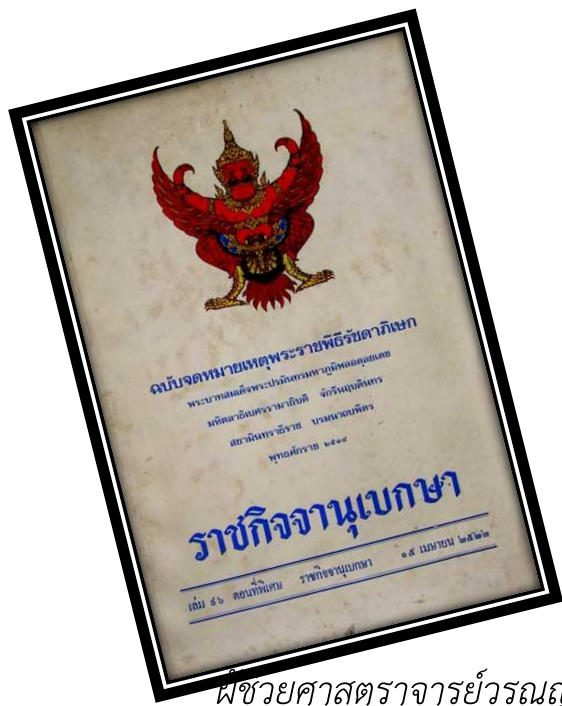 ฉบับจดหมายเหตุพระราชพิธีรัชดาภิเษก
พระบาทสมเด็จพระปรมินทรมหาภูมิพลอดุลยเดช
มหิตลาธิเบศรรามาธิบดี จักรีนฤบดินทร
สยามินทราธิราช บรมนาถบพิตร
พุทธศักราช ๒๕๑๔
ราชกิจจานุเบกษา
เล่ม ๙๖ ตอนที่พิเศษ ราชกิจจานุเบกษา ๑๙ เมษายน ๒๕๒๒
ผู้ช่วยศาสตราจารย์วรณ